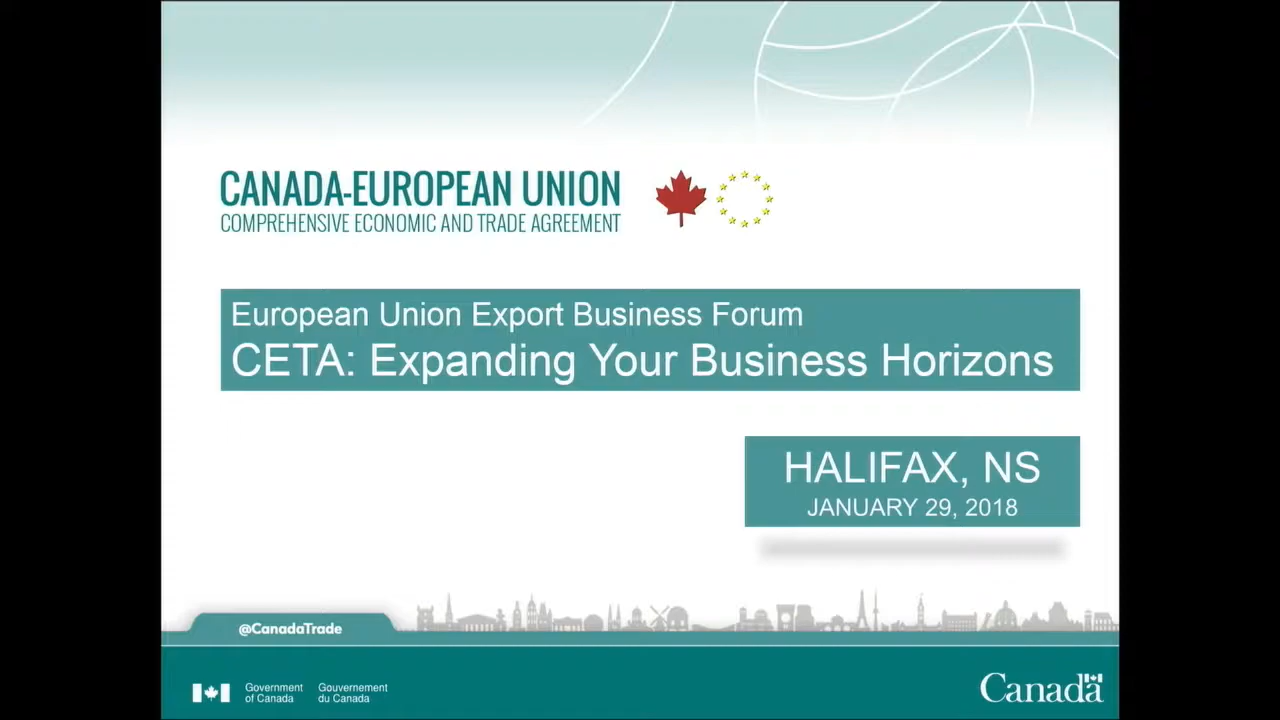 CANADA-EUROPEAN UNION
COMPREHENSIVE ECONOMIC AND TRADE AGREEMENT
European Union Export Business Forum
CETA: Expanding Your Business Horizons
HALIFAX, NS
JANUARY 29, 2018
@CanadaTrade
Government of Canada
Gouvernement du Canada
Canada